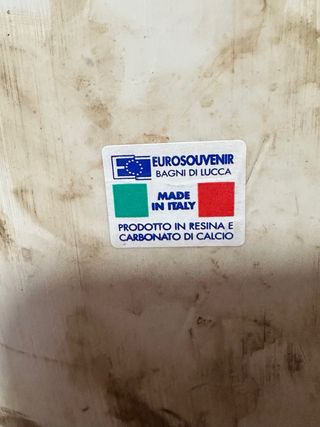 EUROSOUVENIR
BAGNI DI LUCCA
MADE
IN ITALY
PRODOTTO IN RESINA E
CARBONATO DI CALCIO